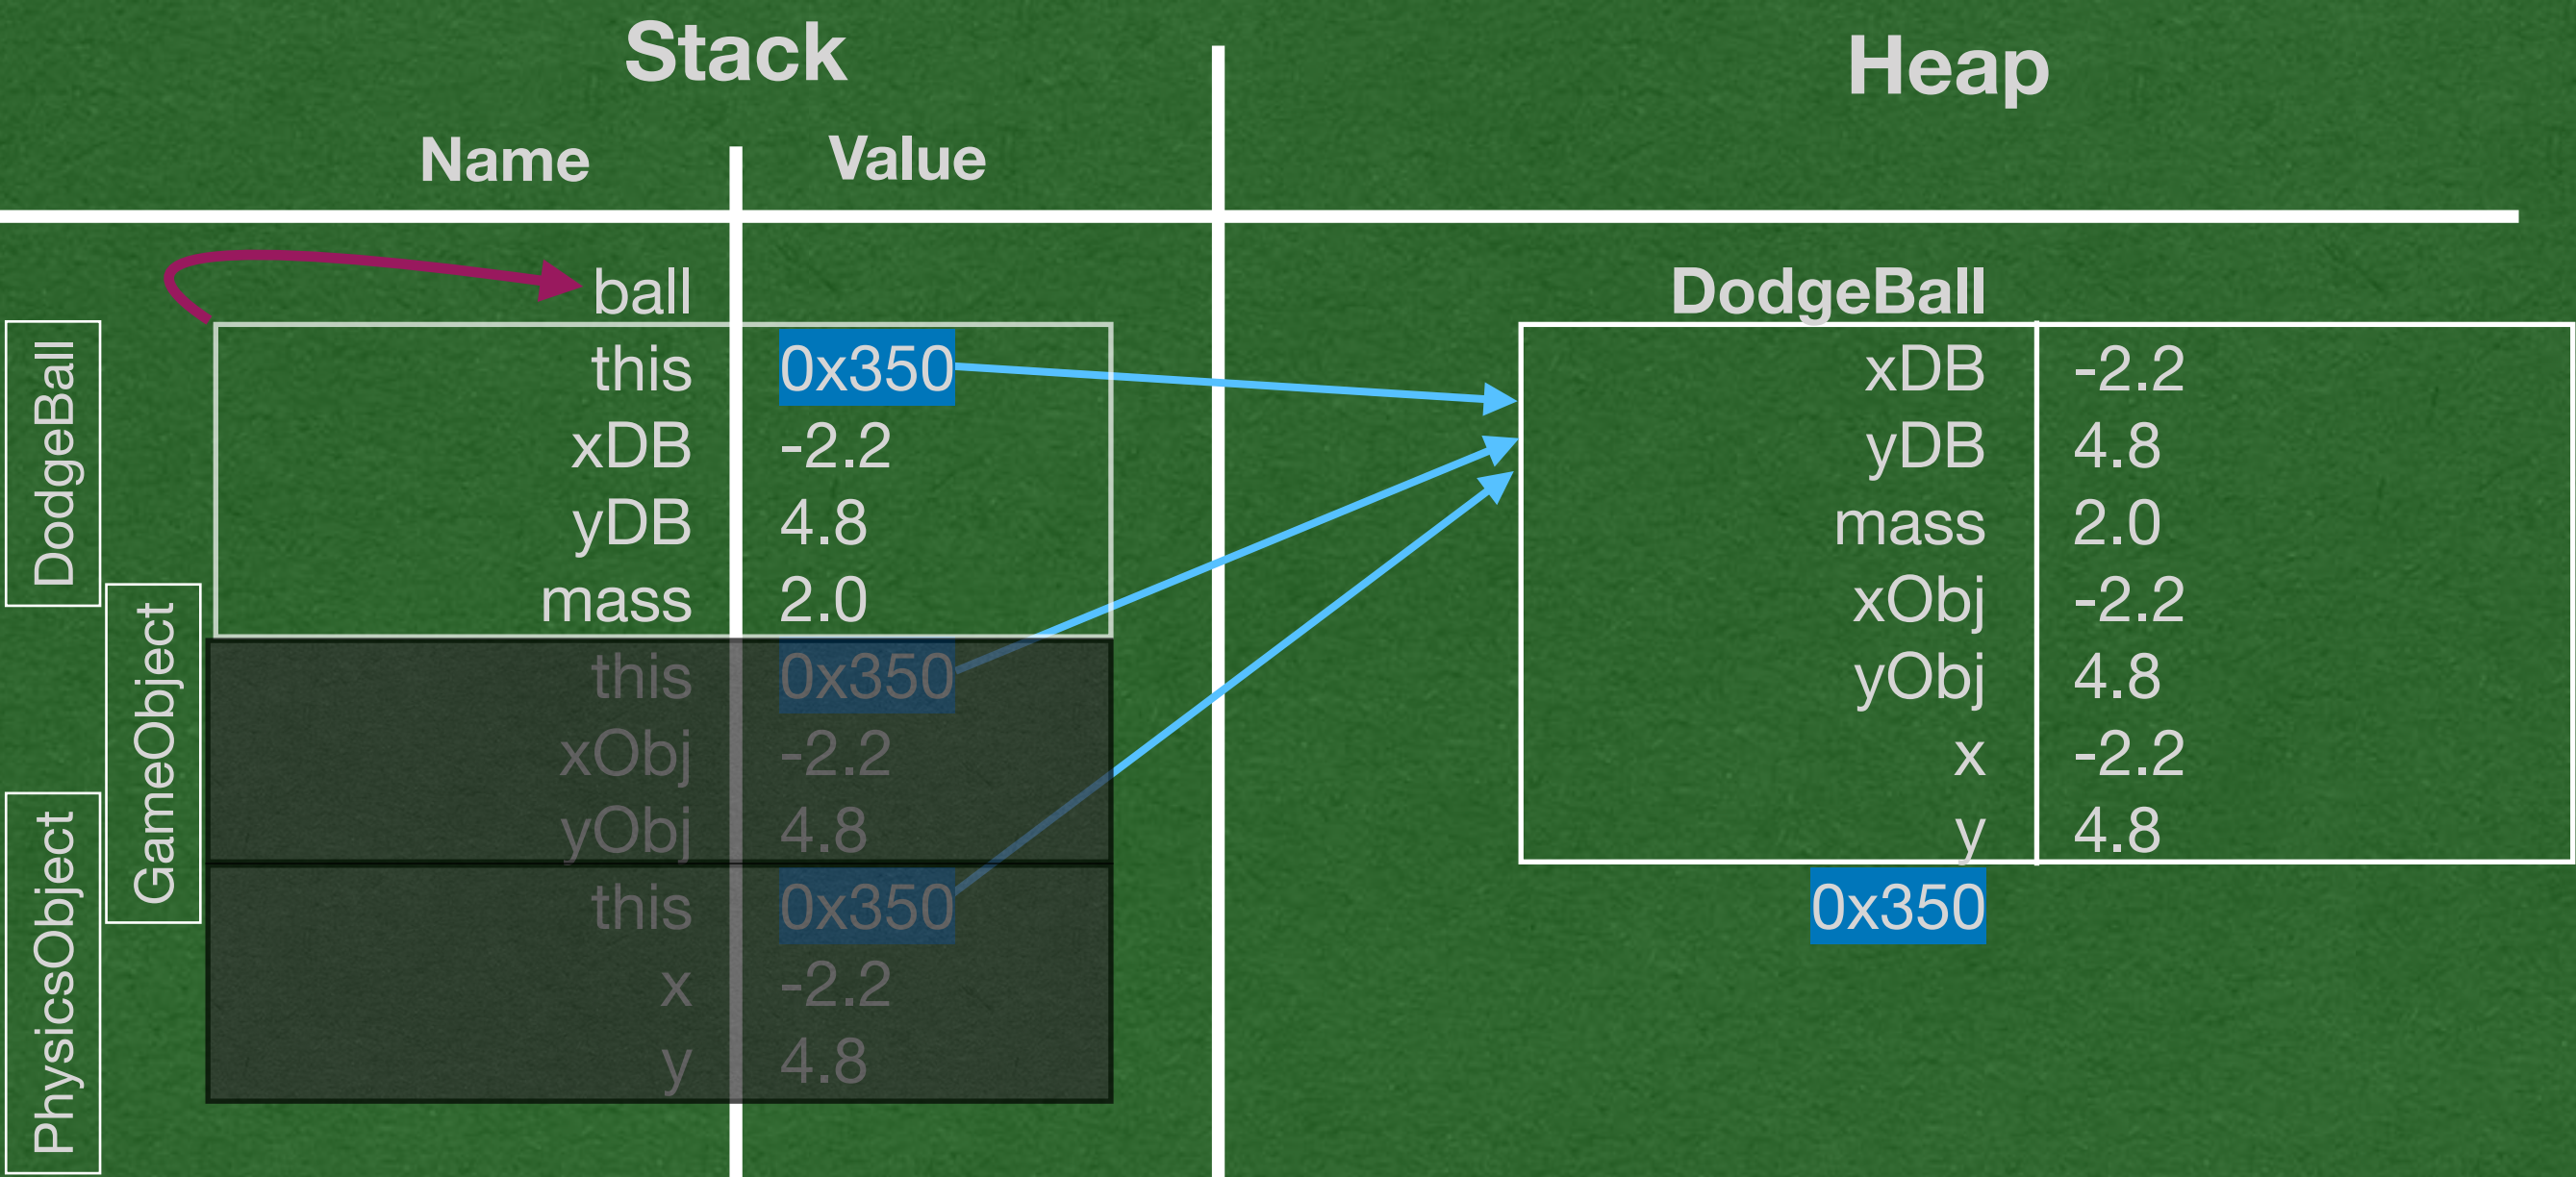 Stack
Heap
Name
Value
ball
DodgeBall
this 0x350
xDB -2.2
yDB 4.8
mass 2.0
GameObject
this 0x350
xObj -2.2
yObj 4.8
PhysicsObject
this 0x350
x -2.2
y 4.8
DodgeBall
xDB -2.2
yDB 4.8
mass 2.0
xObj -2.2
yObj 4.8
x -2.2
y 4.8
0x350